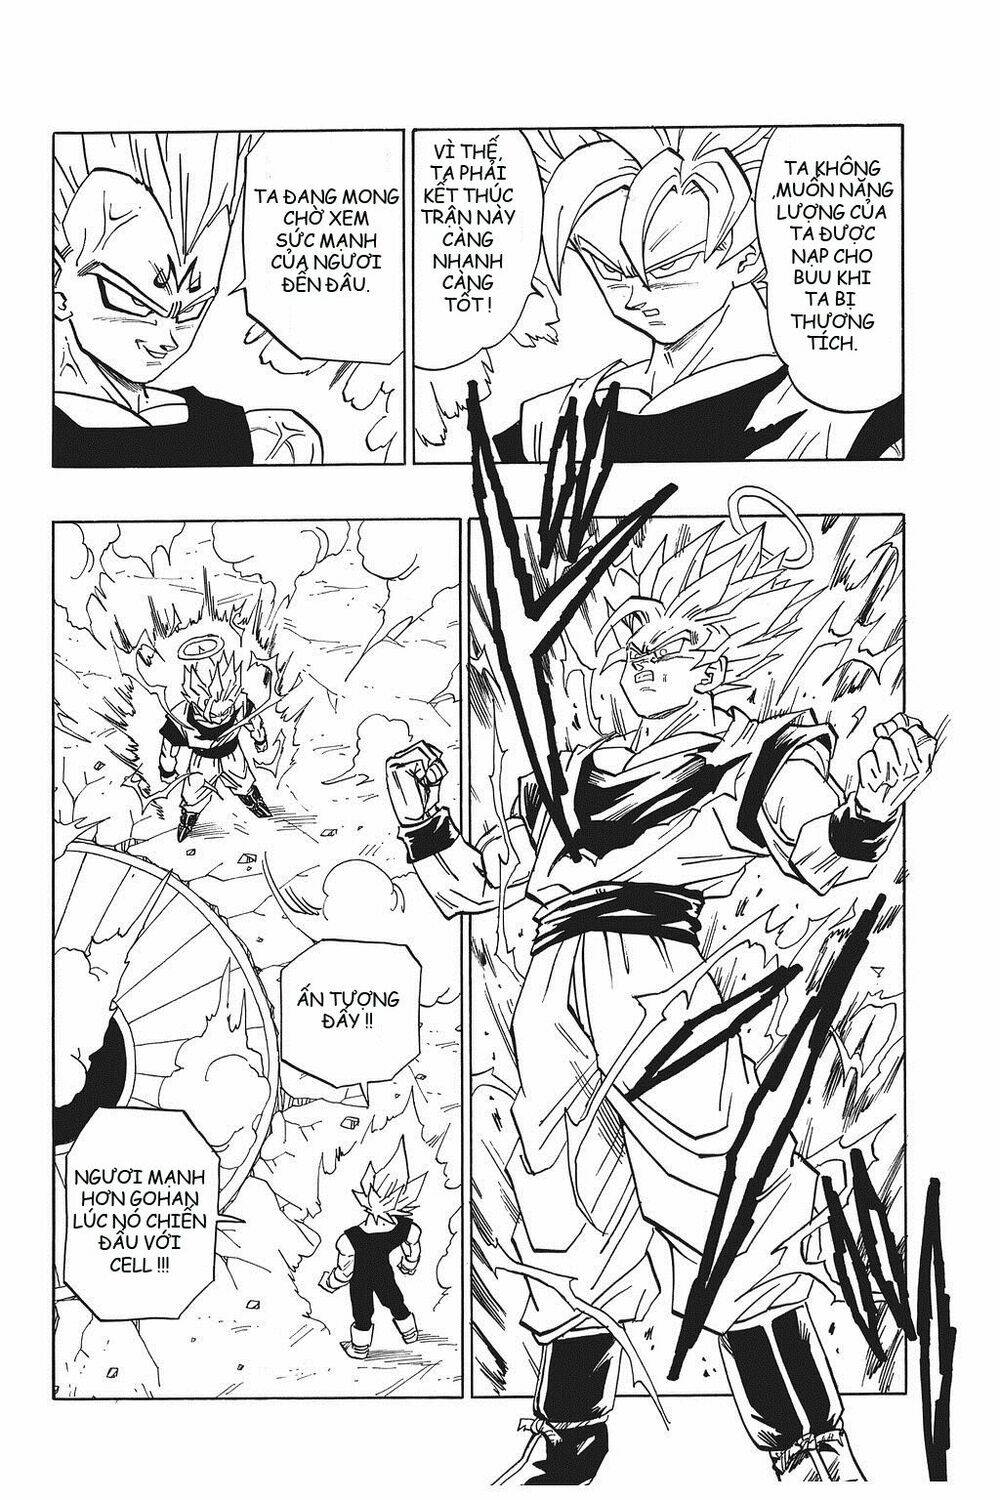 TA KHÔNG
,MUỐN NĂNG
LƯỢNG CỦA
TA ĐƯỢC
NẠP CHO
BÙU KHI
TA BỊ
THƯƠNG
TÍCH.
VÌ THẾ,
TA PHẢI
KẾT THÚC
TRẬN NÀY
CÀNG
NHANH
CÀNG
TỐT !
TA ĐANG MONG
CHỜ XEM
SỨC MẠNH
CỦA NGƯƠI
ĐẾN ĐÂU.
ẤN TƯỢNG
ĐẤY !!
NGƯƠI MẠNH
HƠN GOHAN
LÚC NÓ CHIẾN
ĐẤU VỚI
CELL !!!